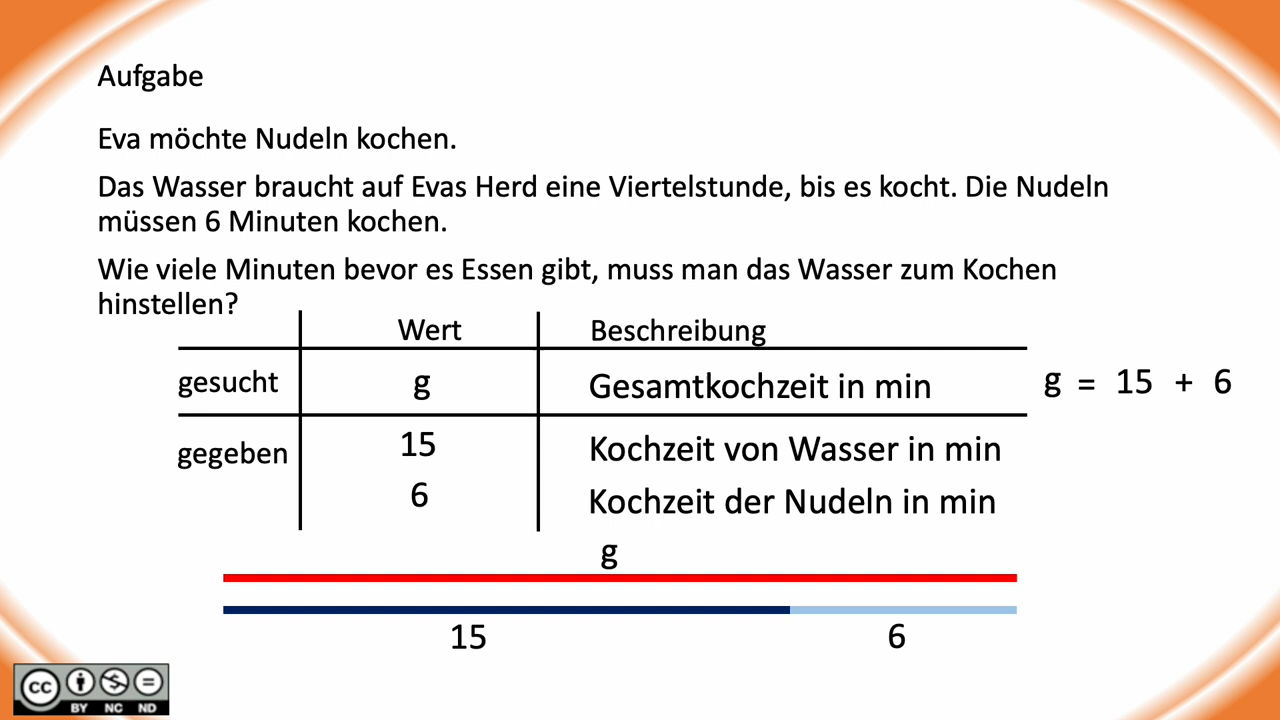 Aufgabe
Eva möchte Nudeln kochen.
Das Wasser braucht auf Evas Herd eine Viertelstunde, bis es kocht. Die Nudeln
müssen 6 Minuten kochen.
Wie viele Minuten bevor es Essen gibt, muss man das Wasser zum Kochen
hinstellen?
Wert Beschreibung
gesucht g Gesamtkochzeit in min g = 15 + 6
gegeben 15 Kochzeit von Wasser in min
6 Kochzeit der Nudeln in min
g
15 6
cc BY NC ND